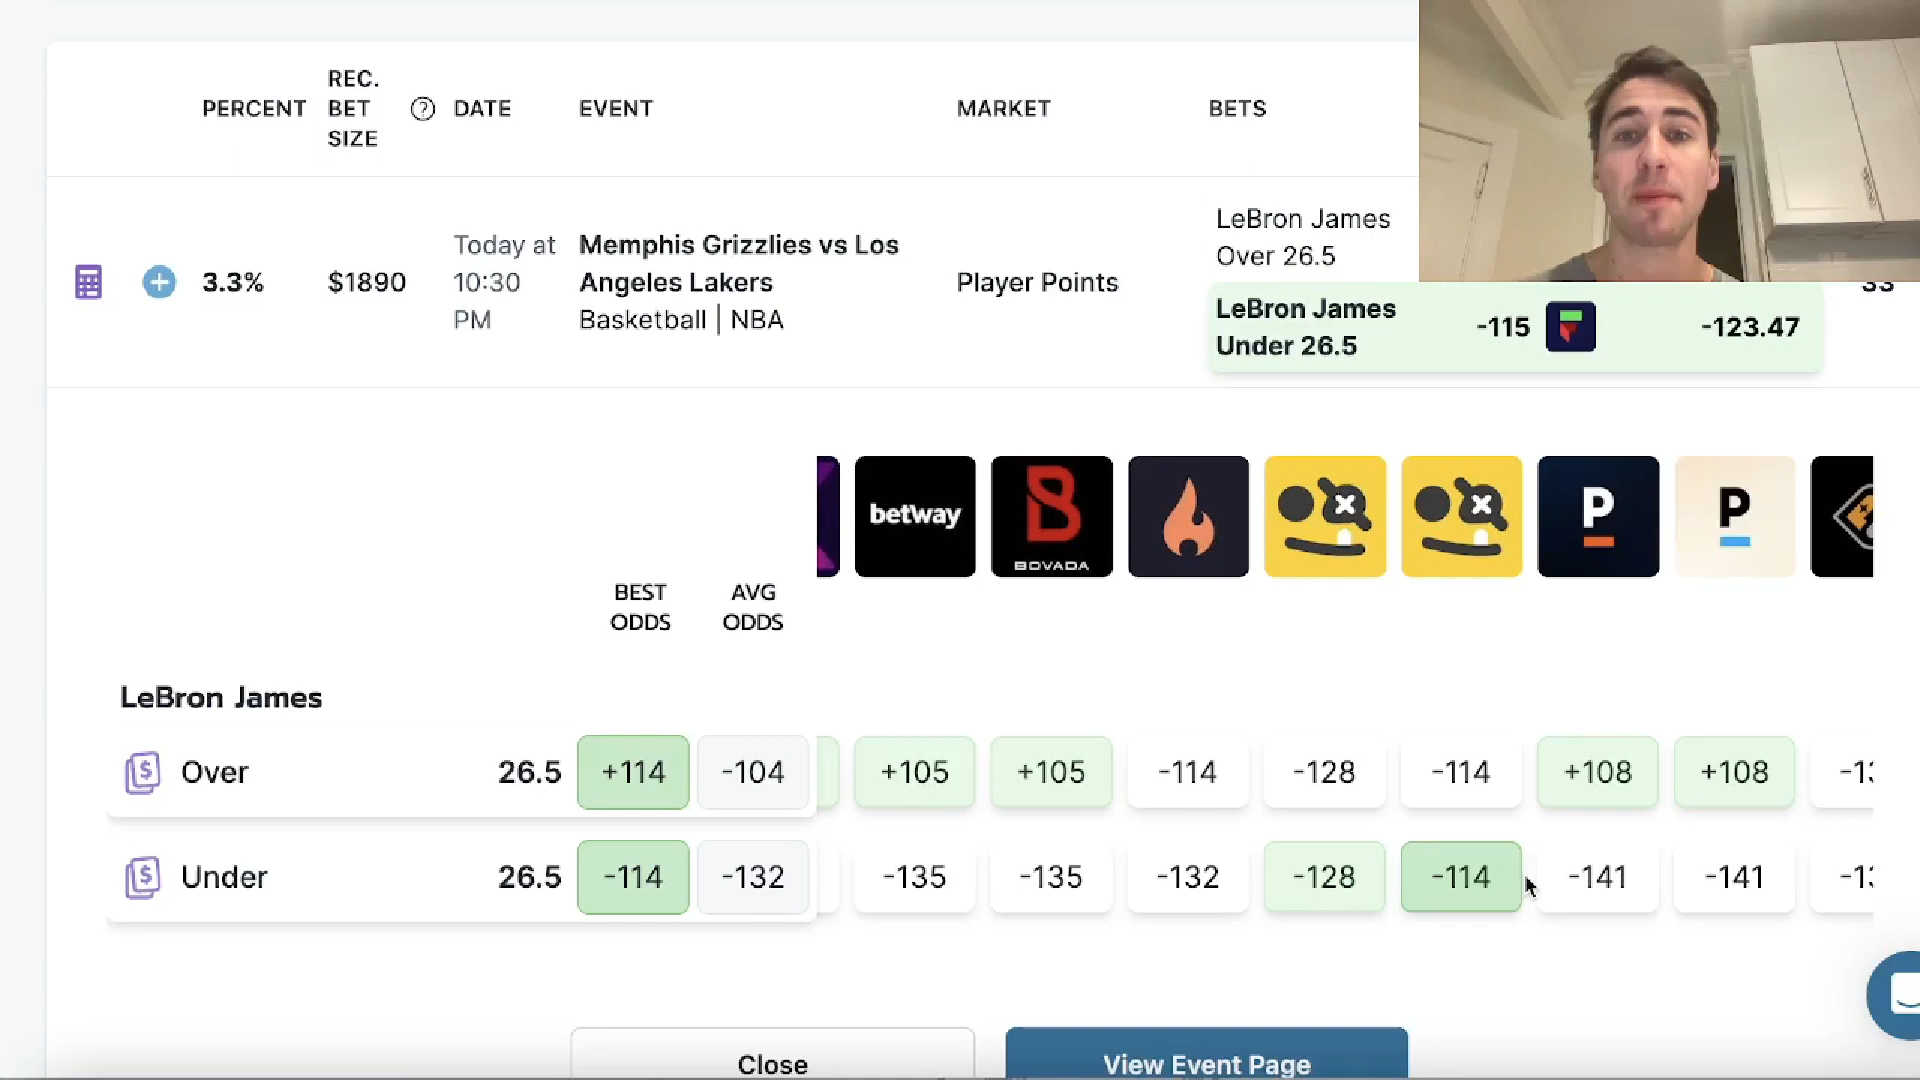 PERCENT
REC.
BET
SIZE
?
DATE
EVENT
MARKET
BETS
3.3%
$1890
Today at
10:30
PM
Memphis Grizzlies vs Los
Angeles Lakers
Basketball | NBA
Player Points
LeBron James
Over 26.5
LeBron James
Under 26.5
-115
-123.47
betway
BOVADA
P
P
BEST
ODDS
AVG
ODDS
LeBron James
Over 26.5 +114 -104 +105 +105 -114 -128 -114 +108 +108
Under 26.5 -114 -132 -135 -135 -132 -128 -114 -141 -141
Close
View Event Page